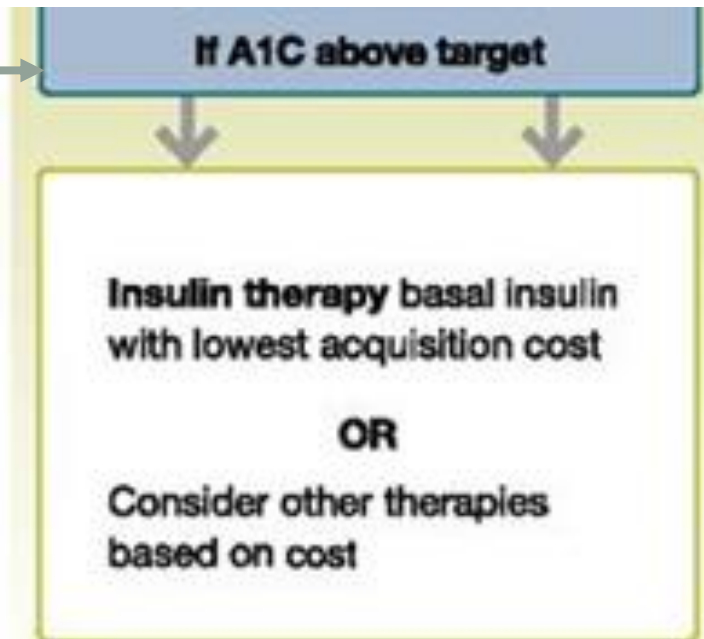 If A1C above target
Insulin therapy basal insulin
with lowest acquisition cost
OR
Consider other therapies
based on cost